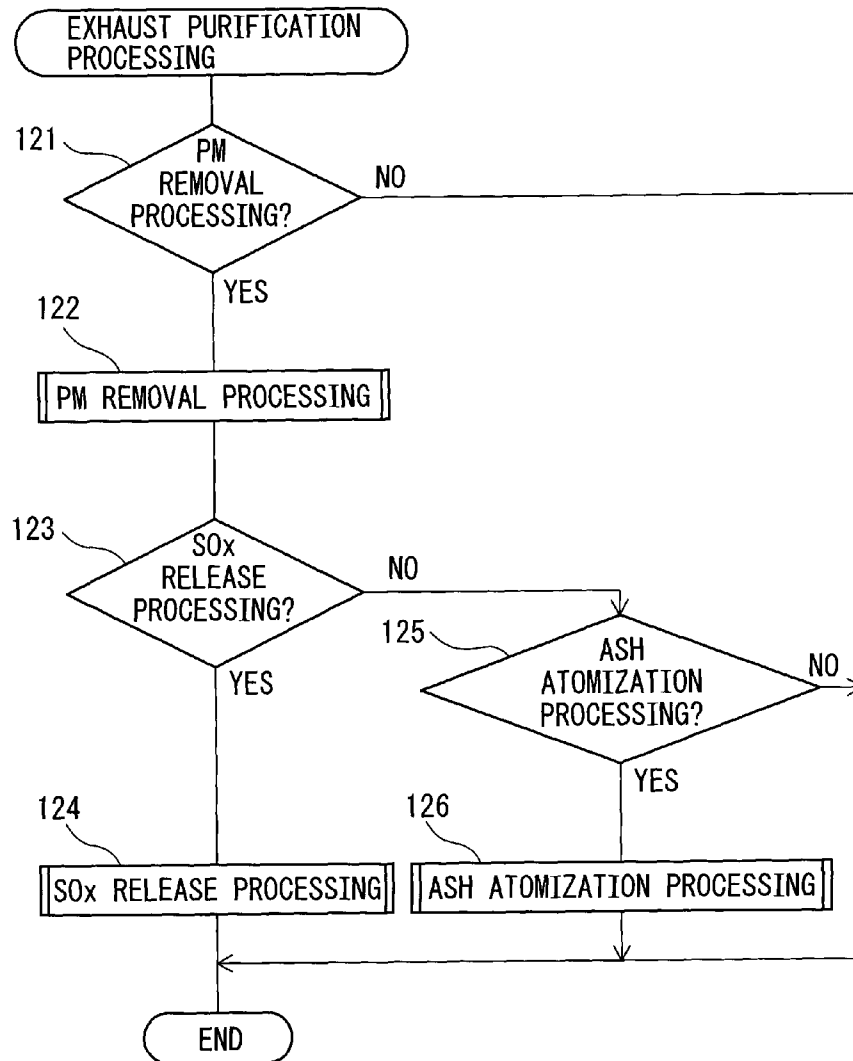 EXHAUST PURIFICATION
PROCESSING
121
PM
REMOVAL
PROCESSING?
NO
YES
122
PM REMOVAL PROCESSING
123
SOx
RELEASE
PROCESSING?
NO
YES
125
ASH
ATOMIZATION
PROCESSING?
NO
YES
124
SOx RELEASE PROCESSING
126
ASH ATOMIZATION PROCESSING
END